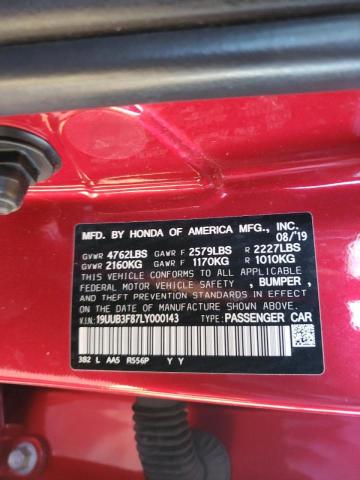 MFD. BY HONDA OF AMERICA MFG., INC.
08/'19
GVWR 4762LBS GAWR F 2579LBS R 2227LBS
GVWR 2160KG GAWR F 1170KG R 1010KG
THIS VEHICLE CONFORMS TO ALL APPLICABLE
FEDERAL MOTOR VEHICLE SAFETY , BUMPER ,
AND THEFT PREVENTION STANDARDS IN EFFECT
ON THE DATE OF MANUFACTURE SHOWN ABOVE.
V.I.N:19UUB3F87LY000143 TYPE:PASSENGER CAR
3B2 L AA5 R556P Y Y